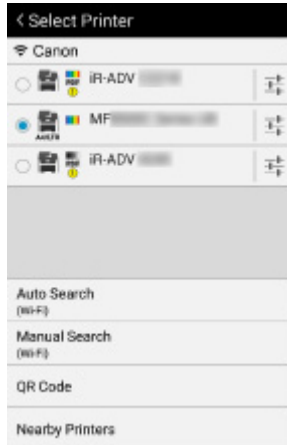 < Select Printer
Canon
iR-ADV
MF
iR-ADV
Auto Search
(Wi-Fi)
Manual Search
(Wi-Fi)
QR Code
Nearby Printers